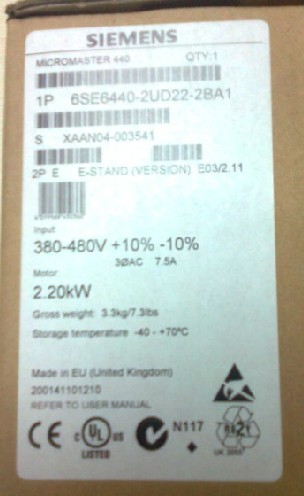 SIEMENS
MICROMASTER 440 QTY:1
1P 6SE6440-2UD22-2BA1
S XAAN04-003541
2P E E-STAND (VERSION) E03/2.11
Input
380-480V +10% -10%
3ØAC 7.5A
Motor
2.20kW
Gross weight 3.3kg/7.3lbs
Storage temperature -40 - +70°C
Made in EU (United Kingdom)
200141101210
REFER TO USER MANUAL
CE c UL US LISTED
N117